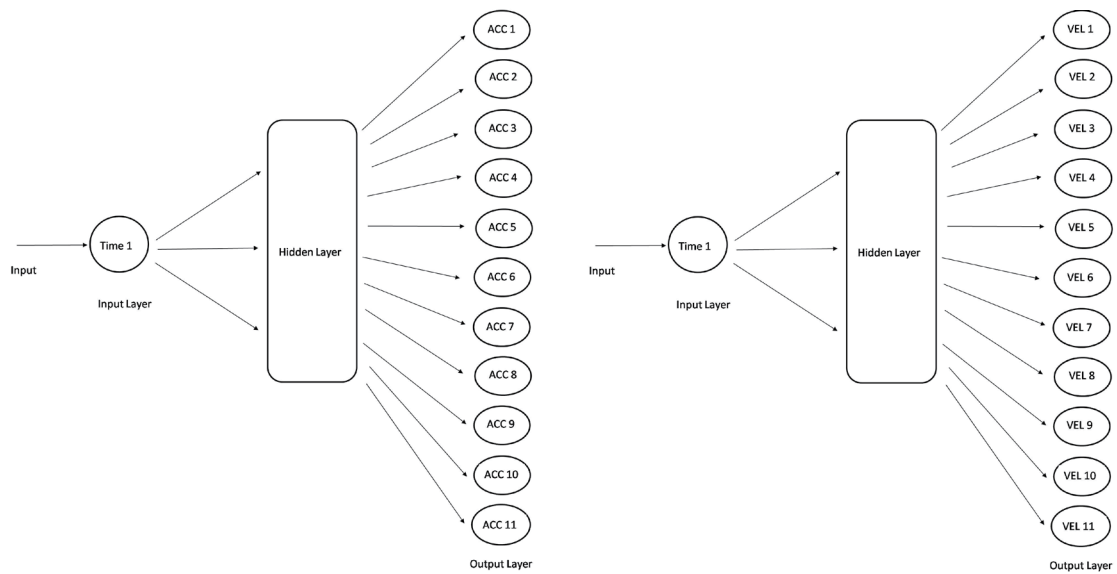 ACC 1
ACC 2
ACC 3
ACC 4
ACC 5
ACC 6
ACC 7
ACC 8
ACC 9
ACC 10
ACC 11
Time 1
Input
Input Layer
Hidden Layer
Output Layer
VEL 1
VEL 2
VEL 3
VEL 4
VEL 5
VEL 6
VEL 7
VEL 8
VEL 9
VEL 10
VEL 11
Time 1
Input
Input Layer
Hidden Layer
Output Layer